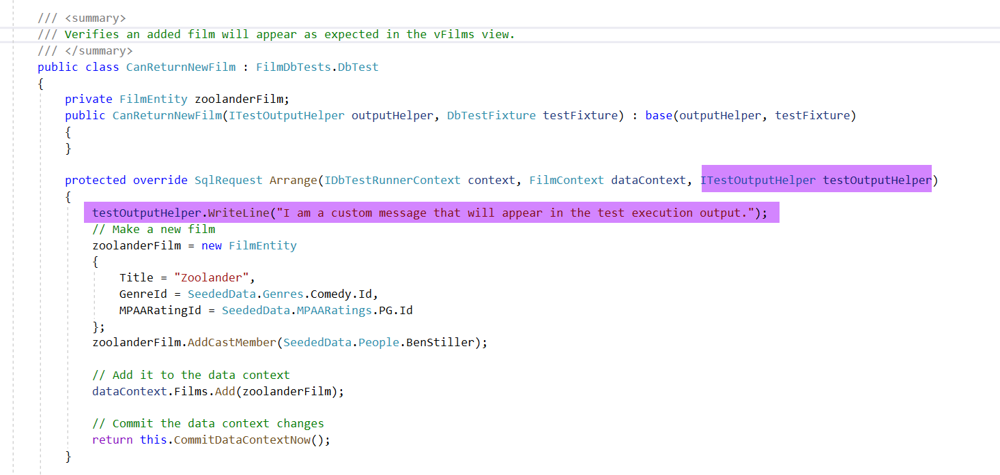 /// <summary>
/// Verifies an added film will appear as expected in the vFilms view.
/// </summary>
public class CanReturnNewFilm : FilmDbTests.DbTest
{
private FilmEntity zoolanderFilm;
public CanReturnNewFilm(ITestOutputHelper outputHelper, DbTestFixture testFixture) : base(outputHelper, testFixture)
{
}
protected override SqlRequest Arrange(IDbTestRunnerContext context, FilmContext dataContext, ITestOutputHelper testOutputHelper)
{
testOutputHelper.WriteLine("I am a custom message that will appear in the test execution output.");
// Make a new film
zoolanderFilm = new FilmEntity
{
Title = "Zoolander",
GenreId = SeededData.Genres.Comedy.Id,
MPAARatingId = SeededData.MPAARatings.PG.Id
};
zoolanderFilm.AddCastMember(SeededData.People.BenStiller);
// Add it to the data context
dataContext.Films.Add(zoolanderFilm);
// Commit the data context changes
return this.CommitDataContextNow();
}